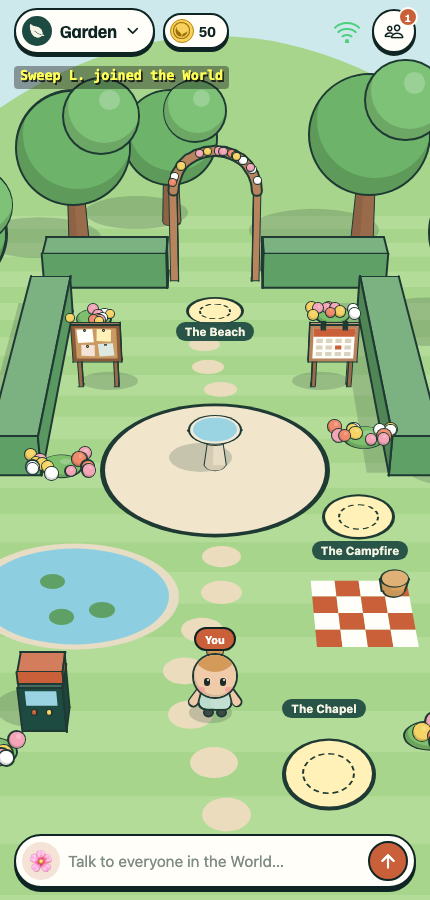 Garden
50
1
Sweep L. joined the World
The Beach
The Campfire
You
The Chapel
Talk to everyone in the World...